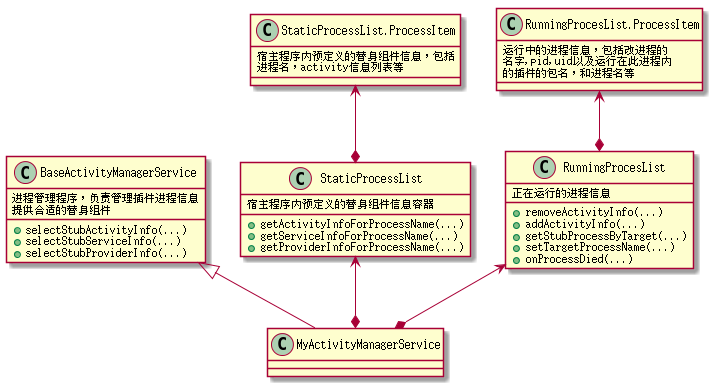 C StaticProcessList.ProcessItem
宿主程序内预定义的替身组件信息，包括
进程名，activity信息列表等
C RunningProcesList.ProcessItem
运行中的进程信息，包括改进程的
名字,pid,uid以及运行在此进程内
的插件的包名，和进程名等
C BaseActivityManagerService
进程管理程序，负责管理插件进程信息
提供合适的替身组件
selectStubActivityInfo(...)
selectStubServiceInfo(...)
selectStubProviderInfo(...)
C StaticProcessList
宿主程序内预定义的替身组件信息容器
getActivityInfoForProcessName(...)
getServiceInfoForProcessName(...)
getProviderInfoForProcessName(...)
C RunningProcesList
正在运行的进程信息
removeActivityInfo(...)
addActivityInfo(...)
getStubProcessByTarget(...)
setTargetProcessName(...)
onProcessDied(...)
C MyActivityManagerService